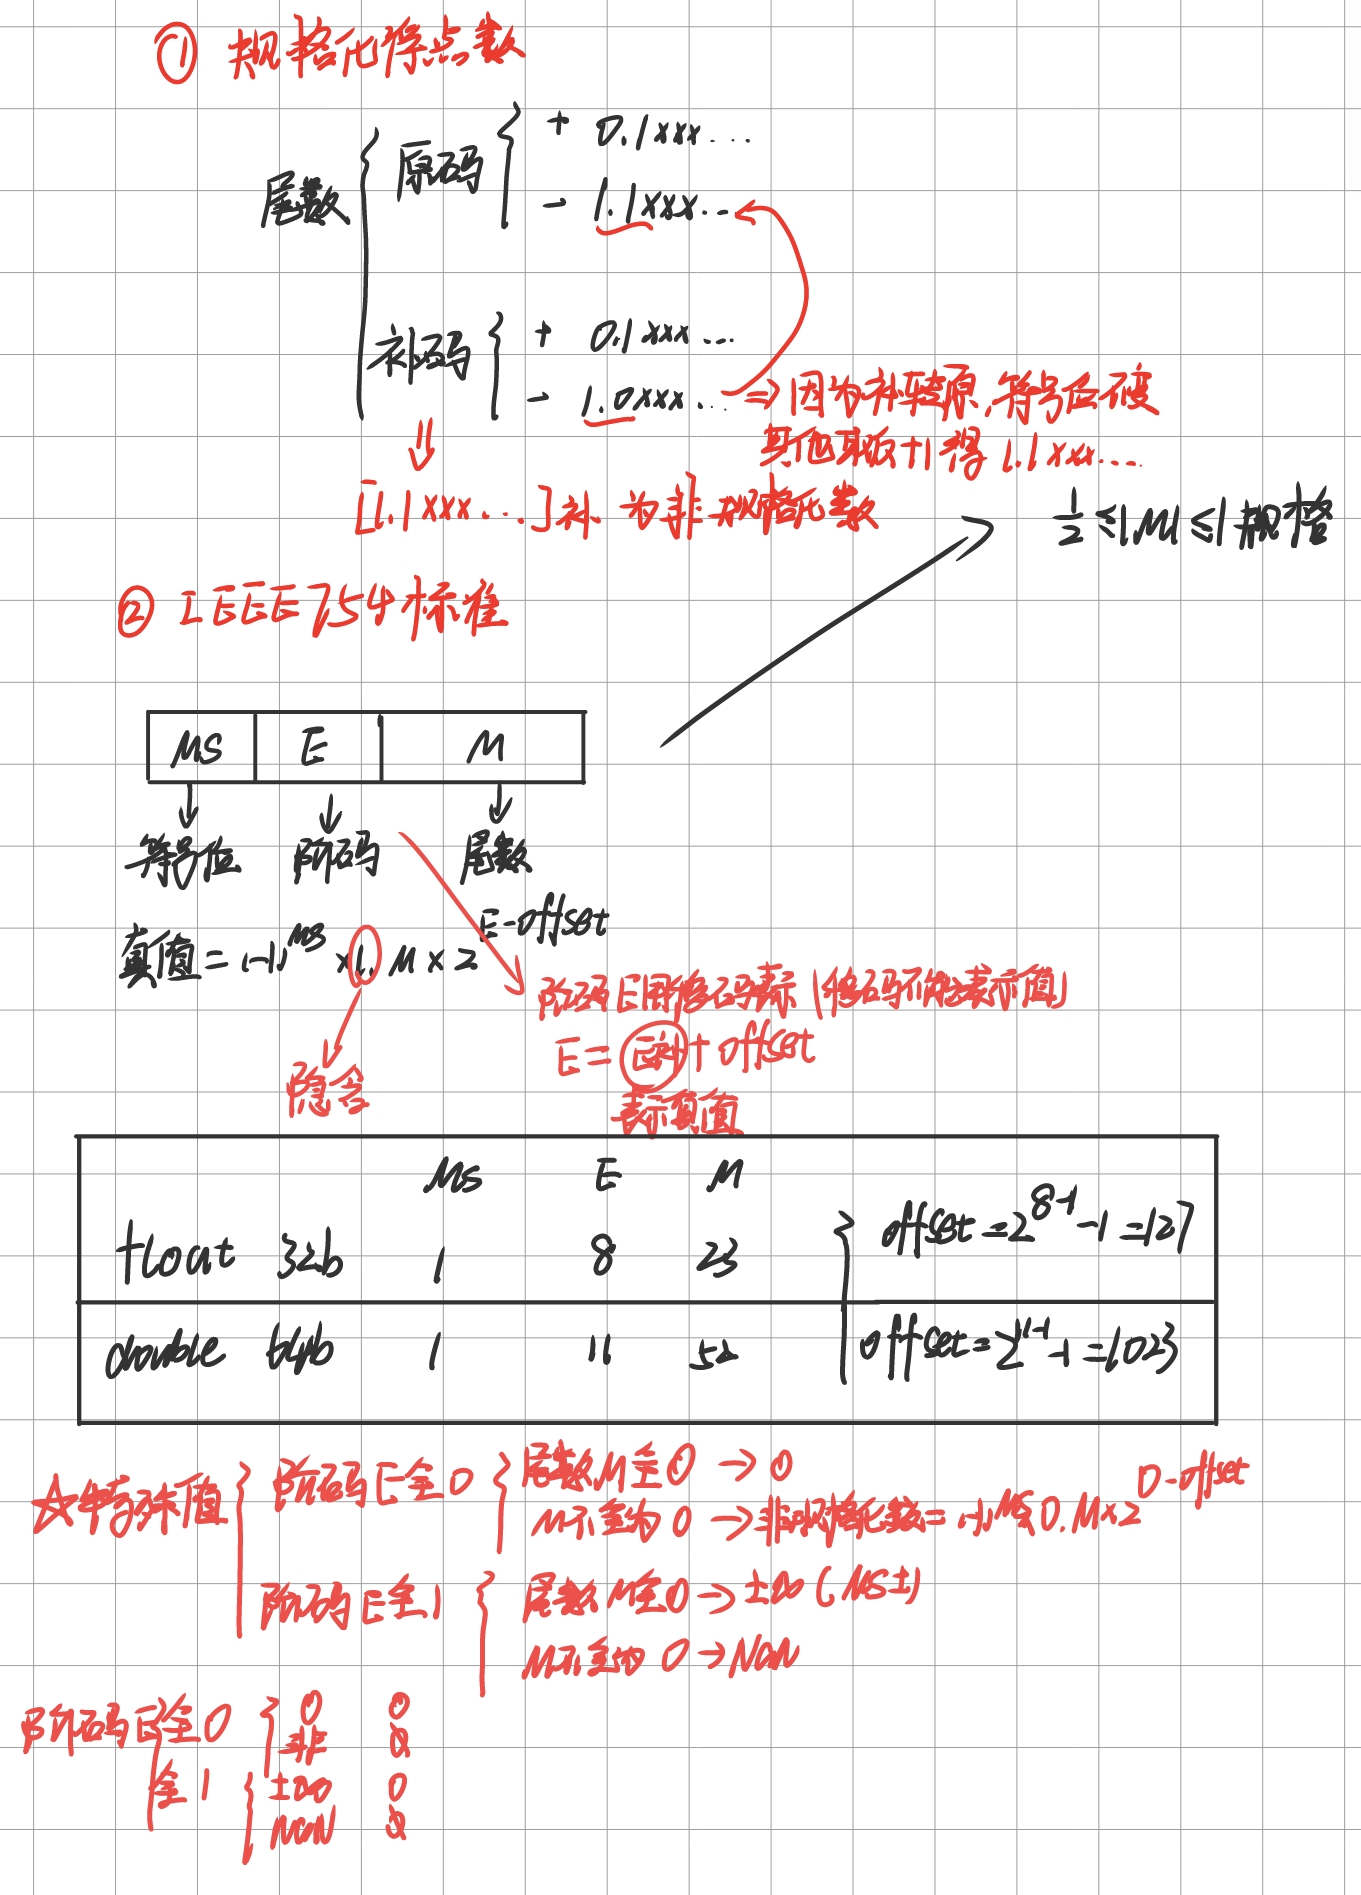 ① 规格化浮点数
尾数 { 原码 { + 0.1xxx...
- 1.1xxx...
补码 { + 0.1xxx...
- 1.0xxx... ⇒ 因为补转原,符号位不变
其他取反+1得 1.1xxx...
[1.1xxx...]补 为非规格化数
1/2 ≤|M| ≤1 规格
② IEEE754标准
MS E M
符号位 阶码 尾数
真值 = (-1)^MS × 1.M × 2^E-offset
隐含
阶码E用移码表示(移码不能表示值)
E = E补 + offset
表示真值
Ms E M
float 32b 1 8 23 offset = 2^8-1 -1 = 127
double 64b 1 11 52 offset = 2^11-1 -1 = 1023
☆特殊值 { 阶码E全0 { 尾数M全0 → 0
M不全为0 → 非规格化数 = (-1)^MS × 0.M × 2^0-offset
阶码E全1 { 尾数M全0 → ±∞ (MS±)
M不全为0 → NaN
阶码E全0 { 0 0
非 0̸
全1 { ±∞ 0
NaN 0̸